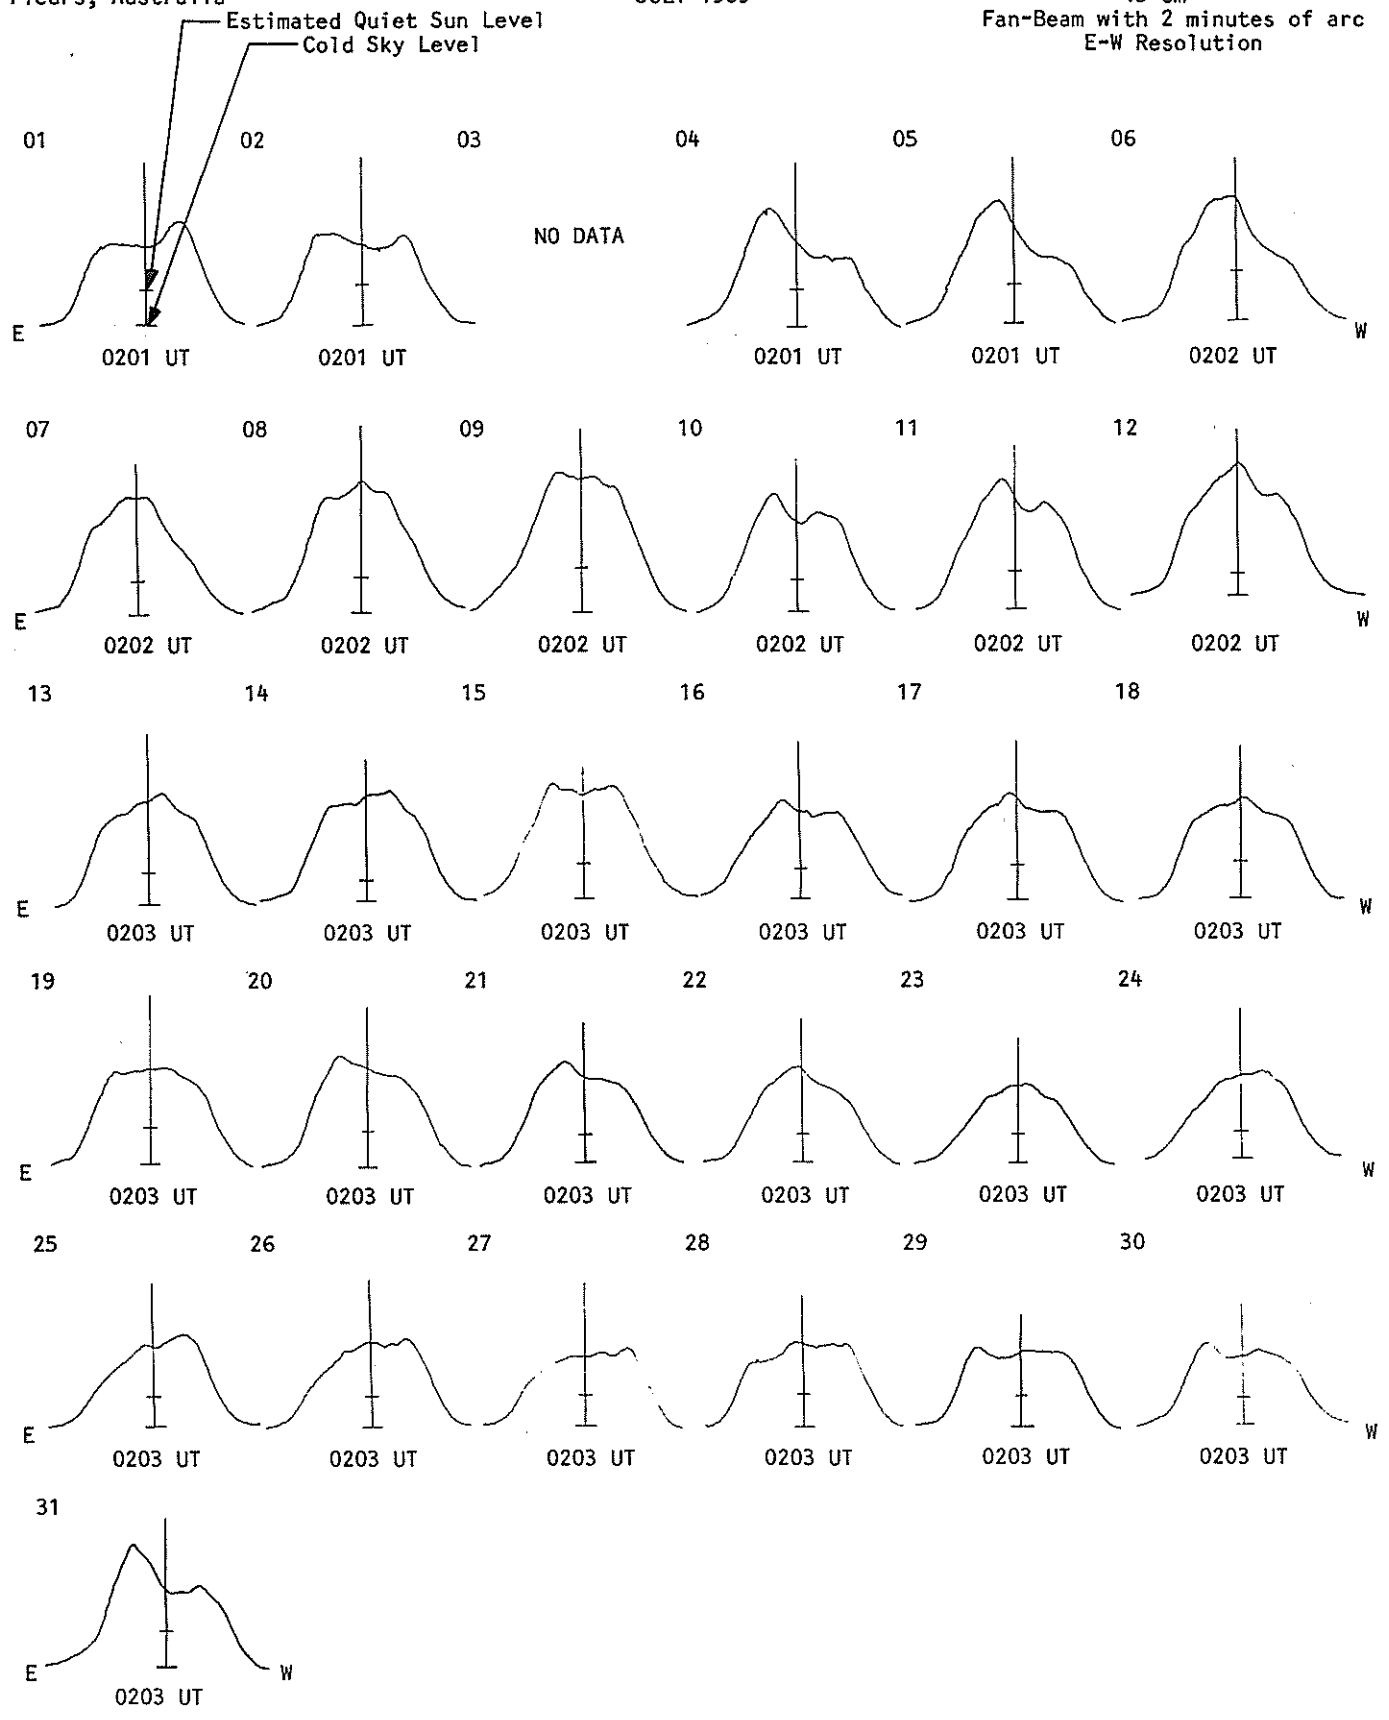 Australia
Estimated Quiet Sun Level
Cold Sky Level
Fan-Beam with 2 minutes of arc
E-W Resolution
01 02 03 04 05 06
NO DATA
E W
0201 UT 0201 UT 0201 UT 0201 UT 0202 UT
07 08 09 10 11 12
E W
0202 UT 0202 UT 0202 UT 0202 UT 0202 UT 0202 UT
13 14 15 16 17 18
E W
0203 UT 0203 UT 0203 UT 0203 UT 0203 UT 0203 UT
19 20 21 22 23 24
E W
0203 UT 0203 UT 0203 UT 0203 UT 0203 UT 0203 UT
25 26 27 28 29 30
E W
0203 UT 0203 UT 0203 UT 0203 UT 0203 UT 0203 UT
31
E W
0203 UT